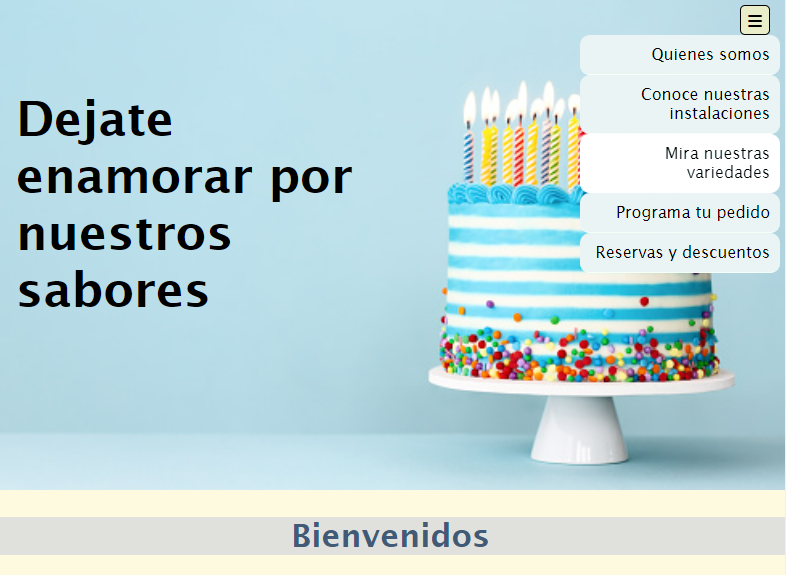 Quienes somos
Conoce nuestras
instalaciones
Mira nuestras
variedades
Programa tu pedido
Reservas y descuentos
Dejate
enamorar por
nuestros
sabores
Bienvenidos